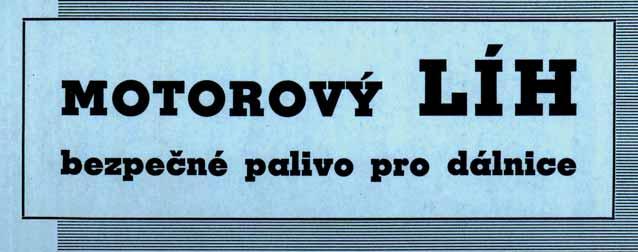 MOTOROVÝ LÍH
bezpečné palivo pro dálnice